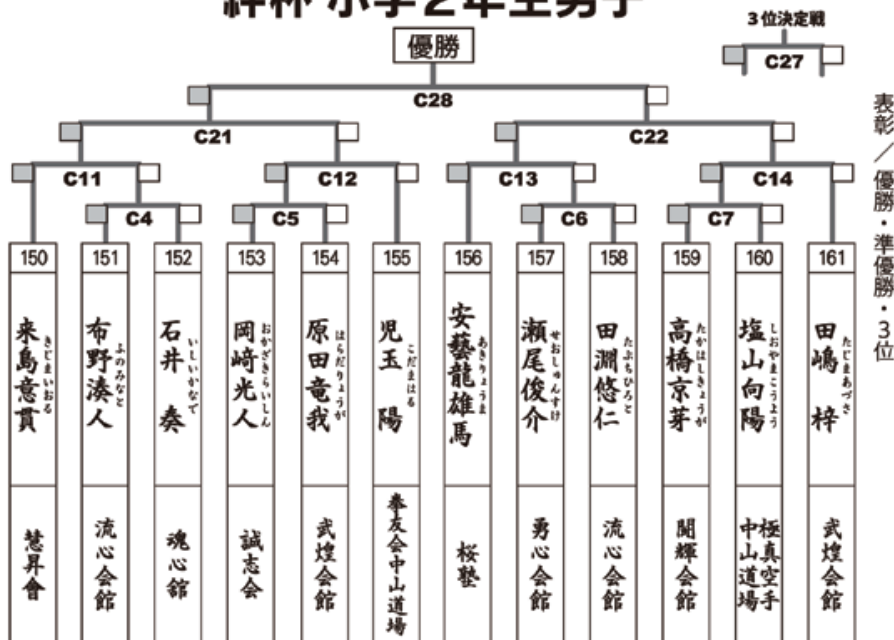 絆杯 小学2年生男子
3位決定戦
優勝
C27
C28
C21
C22
C11
C12
C13
C14
C4
C5
C6
C7
表彰／優勝・準優勝・3位
150
来島意貫
きじまいおる
慧昇會
151
布野湊人
ふのみなと
流心会館
152
石井 奏
いしいかなで
魂心舘
153
岡崎光人
おかざきらいしん
誠志会
154
原田竜我
はらだりょうが
武煌会館
155
児玉 陽
こだまはる
拳友会中山道場
156
安藝龍雄馬
あきりょうま
桜塾
157
瀬尾俊介
せおしゅんすけ
勇心会館
158
田淵悠仁
たぶちひろと
流心会館
159
高橋京芽
たかはしきょうが
聞輝会館
160
塩山向陽
しおやまこうよう
極真空手
中山道場
161
田嶋 梓
たじまあづさ
武煌会館